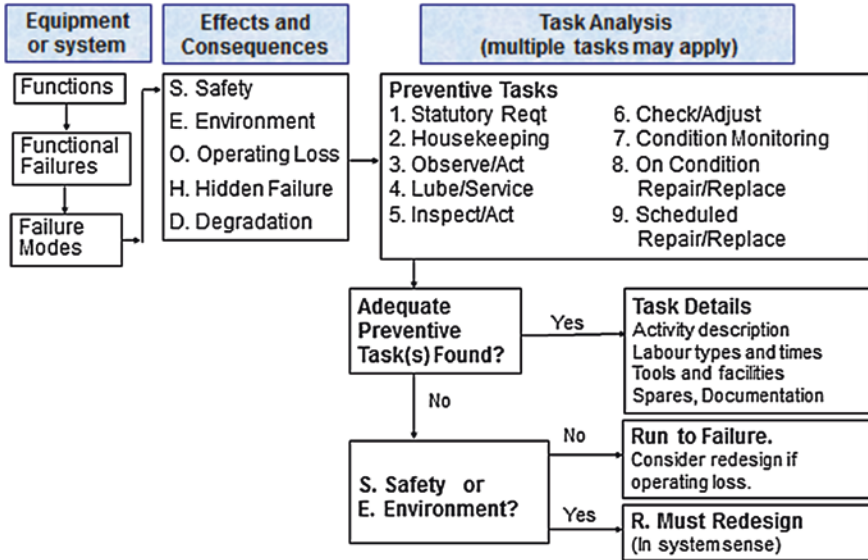 Equipment
or system
Effects and
Consequences
Task Analysis
(multiple tasks may apply)
Functions
Functional
Failures
Failure
Modes
S. Safety
E. Environment
O. Operating Loss
H. Hidden Failure
D. Degradation
Preventive Tasks
1. Statutory Reqt
2. Housekeeping
3. Observe/Act
4. Lube/Service
5. Inspect/Act
6. Check/Adjust
7. Condition Monitoring
8. On Condition
Repair/Replace
9. Scheduled
Repair/Replace
Adequate
Preventive
Task(s) Found?
Yes
Task Details
Activity description
Labour types and times
Tools and facilities
Spares, Documentation
No
S. Safety or
E. Environment?
No
Run to Failure.
Consider redesign if
operating loss.
Yes
R. Must Redesign
(In system sense)